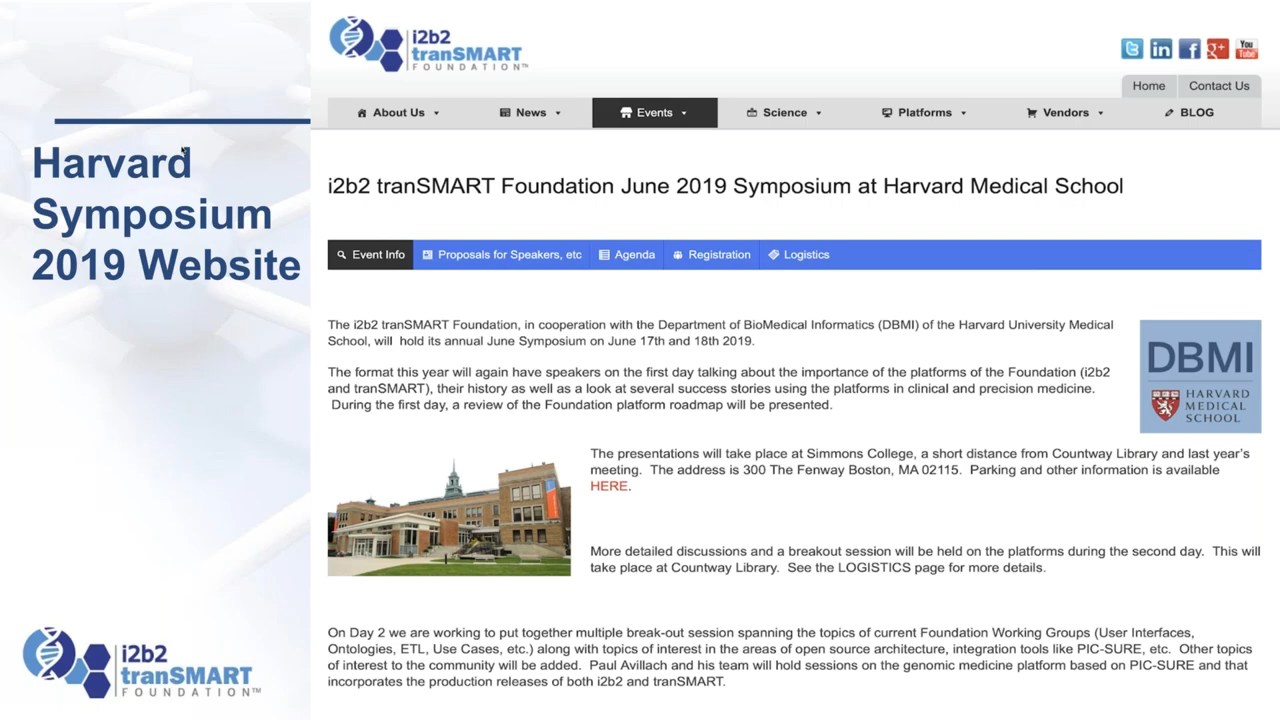 Harvard
Symposium
2019 Website
i2b2
tranSMART
FOUNDATION™
You
Tube
Home
Contact Us
About Us
News
Events
Science
Platforms
Vendors
BLOG
i2b2 tranSMART Foundation June 2019 Symposium at Harvard Medical School
Event Info
Proposals for Speakers, etc
Agenda
Registration
Logistics
The i2b2 tranSMART Foundation, in cooperation with the Department of BioMedical Informatics (DBMI) of the Harvard University Medical
School, will hold its annual June Symposium on June 17th and 18th 2019.
The format this year will again have speakers on the first day talking about the importance of the platforms of the Foundation (i2b2
and tranSMART), their history as well as a look at several success stories using the platforms in clinical and precision medicine.
During the first day, a review of the Foundation platform roadmap will be presented.
DBMI
HARVARD
MEDICAL
SCHOOL
The presentations will take place at Simmons College, a short distance from Countway Library and last year's
meeting. The address is 300 The Fenway Boston, MA 02115. Parking and other information is available
HERE.
More detailed discussions and a breakout session will be held on the platforms during the second day. This will
take place at Countway Library. See the LOGISTICS page for more details.
On Day 2 we are working to put together multiple break-out session spanning the topics of current Foundation Working Groups (User Interfaces,
Ontologies, ETL, Use Cases, etc.) along with topics of interest in the areas of open source architecture, integration tools like PIC-SURE, etc. Other topics
of interest to the community will be added. Paul Avillach and his team will hold sessions on the genomic medicine platform based on PIC-SURE and that
incorporates the production releases of both i2b2 and tranSMART.
i2b2
tranSMART
FOUNDATION™